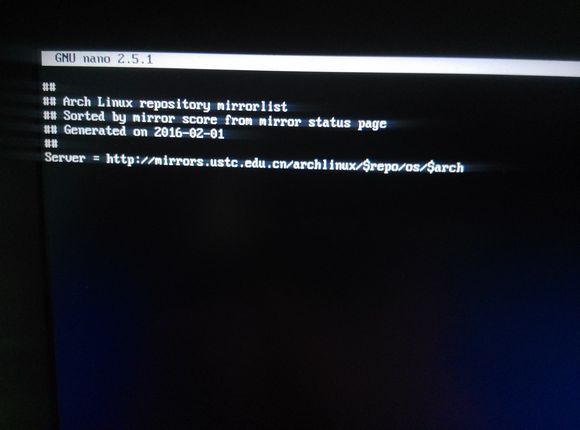 GNU nano 2.5.1
##
## Arch Linux repository mirrorlist
## Sorted by mirror score from mirror status page
## Generated on 2016-02-01
##
Server = http://mirrors.ustc.edu.cn/archlinux/$repo/os/$arch